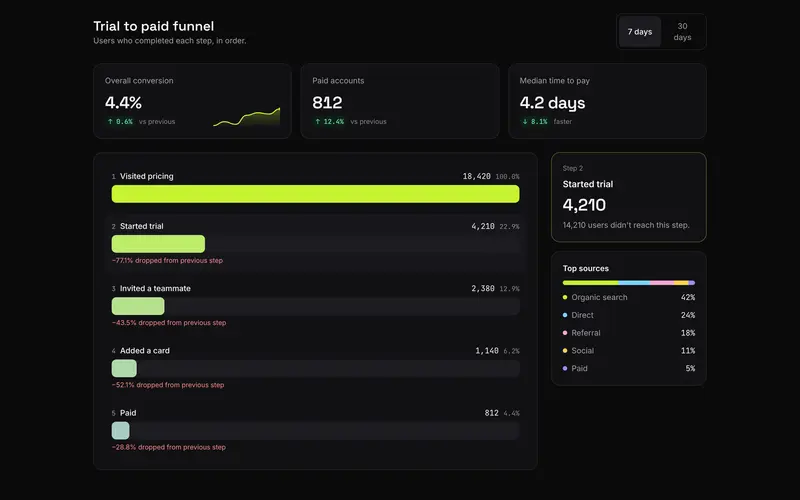 Trial to paid funnel
Users who completed each step, in order.
7 days
30
days
Overall conversion
4.4%
↑ 0.6% vs previous
Paid accounts
812
↑ 12.4% vs previous
Median time to pay
4.2 days
↓ 8.1% faster
1 Visited pricing 18,420 100.0%
2 Started trial 4,210 22.9%
−77.1% dropped from previous step
3 Invited a teammate 2,380 12.9%
−43.5% dropped from previous step
4 Added a card 1,140 6.2%
−52.1% dropped from previous step
5 Paid 812 4.4%
−28.8% dropped from previous step
Step 2
Started trial
4,210
14,210 users didn't reach this step.
Top sources
Organic search 42%
Direct 24%
Referral 18%
Social 11%
Paid 5%